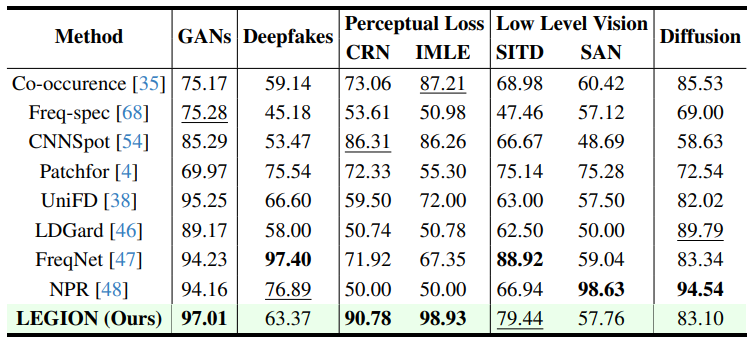 Method GANs Deepfakes Perceptual Loss Low Level Vision Diffusion
CRN IMLE SITD SAN
Co-occurence [35] 75.17 59.14 73.06 87.21 68.98 60.42 85.53
Freq-spec [68] 75.28 45.18 53.61 50.98 47.46 57.12 69.00
CNNSpot [54] 85.29 53.47 86.31 86.26 66.67 48.69 58.63
Patchfor [4] 69.97 75.54 72.33 55.30 75.14 75.28 72.54
UniFD [38] 95.25 66.60 59.50 72.00 63.00 57.50 82.02
LDGard [46] 89.17 58.00 50.74 50.78 62.50 50.00 89.79
FreqNet [47] 94.23 97.40 71.92 67.35 88.92 59.04 83.34
NPR [48] 94.16 76.89 50.00 50.00 66.94 98.63 94.54
LEGION (Ours) 97.01 63.37 90.78 98.93 79.44 57.76 83.10